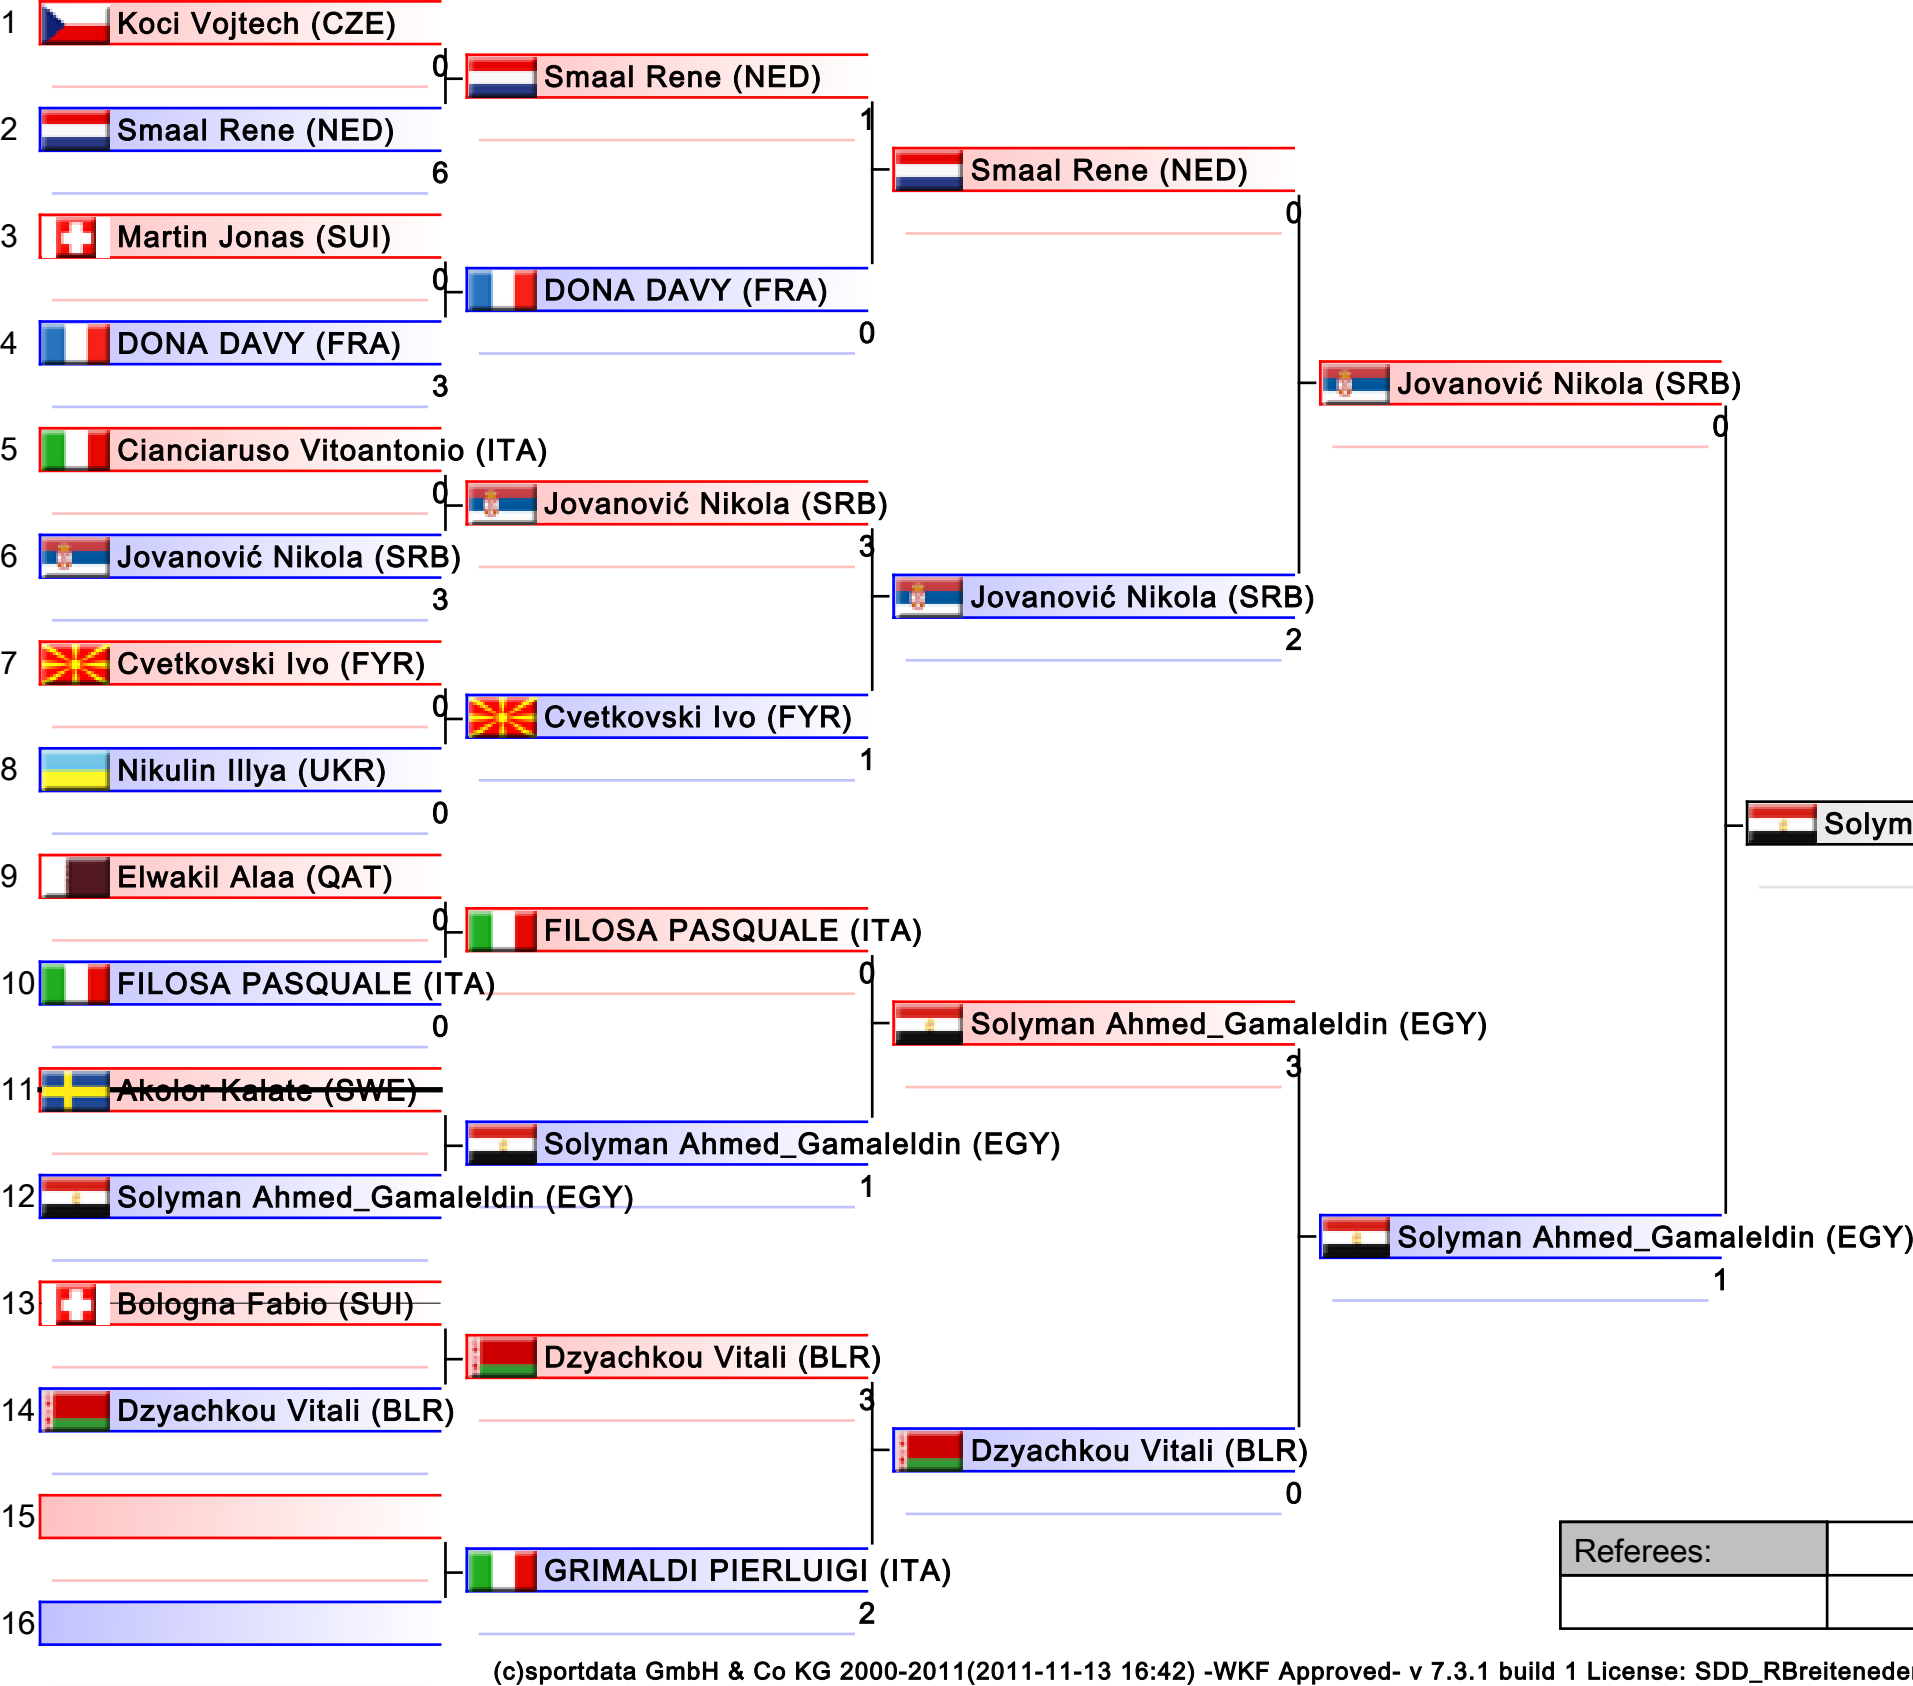 1 Koci Vojtech (CZE)
0
Smaal Rene (NED)
1
2 Smaal Rene (NED)
6
Smaal Rene (NED)
0
3 Martin Jonas (SUI)
0
DONA DAVY (FRA)
0
4 DONA DAVY (FRA)
3
Jovanović Nikola (SRB)
0
5 Cianciaruso Vitoantonio (ITA)
0
Jovanović Nikola (SRB)
3
6 Jovanović Nikola (SRB)
3
Jovanović Nikola (SRB)
2
7 Cvetkovski Ivo (FYR)
0
Cvetkovski Ivo (FYR)
1
8 Nikulin Illya (UKR)
0
Solym
9 Elwakil Alaa (QAT)
0
FILOSA PASQUALE (ITA)
0
10 FILOSA PASQUALE (ITA)
0
Solyman Ahmed_Gamaleldin (EGY)
3
11 Akolor Kalate (SWE)
Solyman Ahmed_Gamaleldin (EGY)
1
12 Solyman Ahmed_Gamaleldin (EGY)
Solyman Ahmed_Gamaleldin (EGY)
1
13 Bologna Fabio (SUI)
Dzyachkou Vitali (BLR)
3
14 Dzyachkou Vitali (BLR)
Dzyachkou Vitali (BLR)
0
15
GRIMALDI PIERLUIGI (ITA)
2
16
Referees:
(c)sportdata GmbH & Co KG 2000-2011(2011-11-13 16:42) -WKF Approved- v 7.3.1 build 1 License: SDD_RBreiteneder